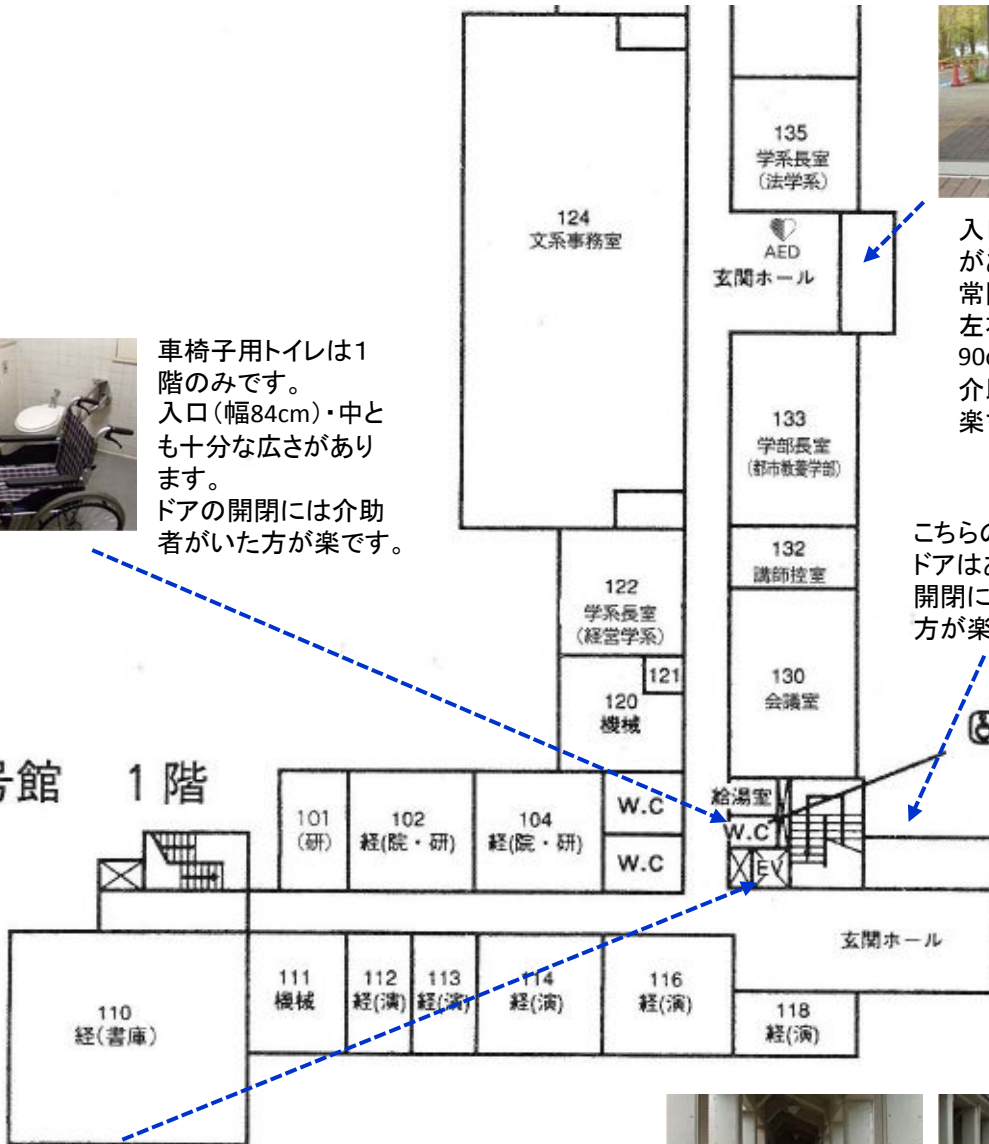 135
学系長室
(法学系)
124
文系事務室
AED
玄関ホール
車椅子用トイレは1
階のみです。
入口(幅84cm)・中と
も十分な広さがあり
ます。
ドアの開閉には介助
者がいた方が楽です。
入
が
常
左
90c
介
楽で
133
学部長室
(都市教養学部)
132
講師控室
こちらの
ドアは
開閉に
方が楽
122
学系長室
(経営学系)
121
120
機械
130
会議室
号館 1階
101
(研)
102
経(院・研)
104
経(院・研)
W.C
W.C
給湯室
W.C
EV
玄関ホール
110
経(書庫)
111
機械
112
経(演)
113
経(演)
114
経(演)
116
経(演)
118
経(演)